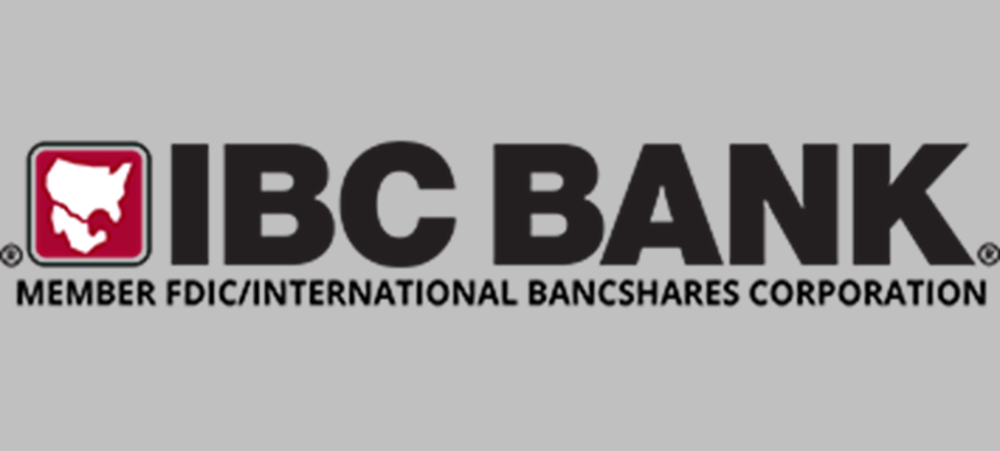 ® IBC BANK®
MEMBER FDIC/INTERNATIONAL BANCSHARES CORPORATION